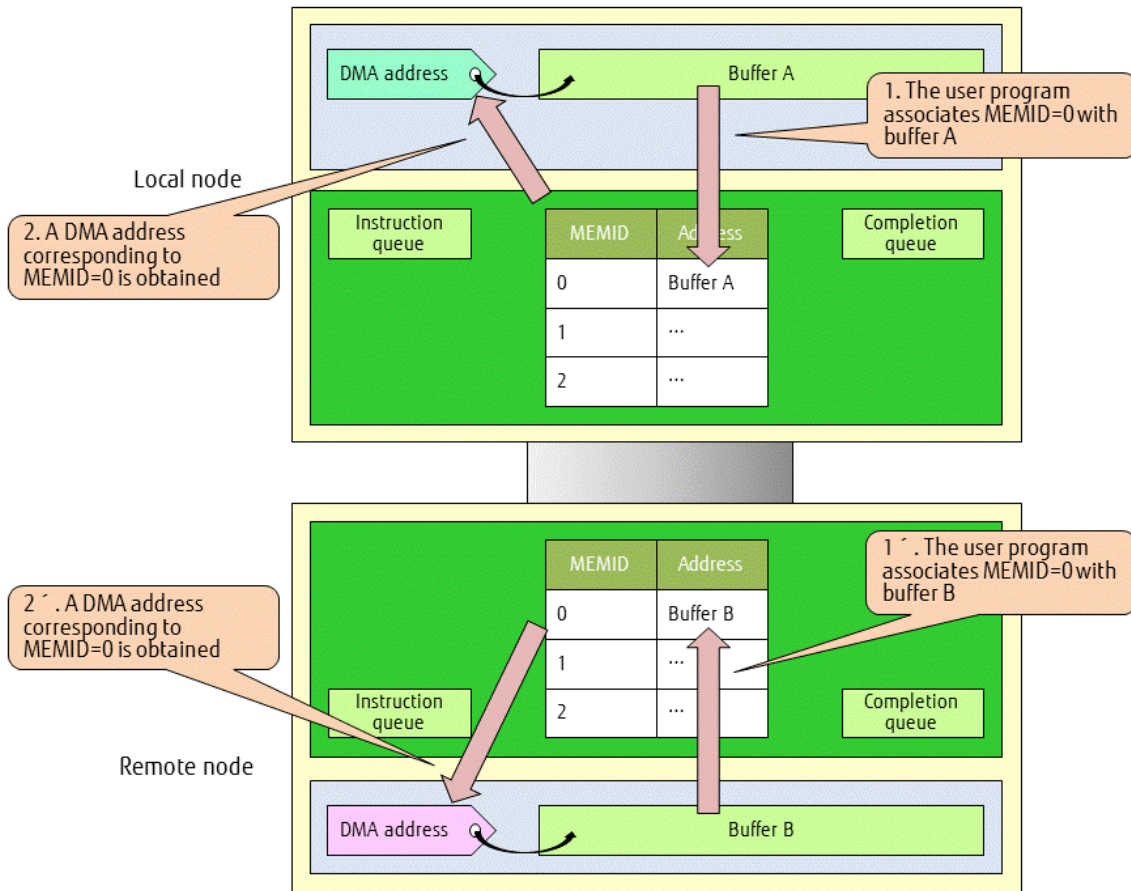 DMA address
Buffer A
1. The user program
associates MEMID=0 with
buffer A
Local node
2. A DMA address
corresponding to
MEMID=0 is obtained
Instruction
queue
MEMID
Address
Completion
queue
0
Buffer A
1
...
2
...
MEMID
Address
1´. The user program
associates MEMID=0 with
buffer B
2´. A DMA address
corresponding to
MEMID=0 is obtained
0
Buffer B
1
...
2
...
Instruction
queue
Completion
queue
Remote node
DMA address
Buffer B